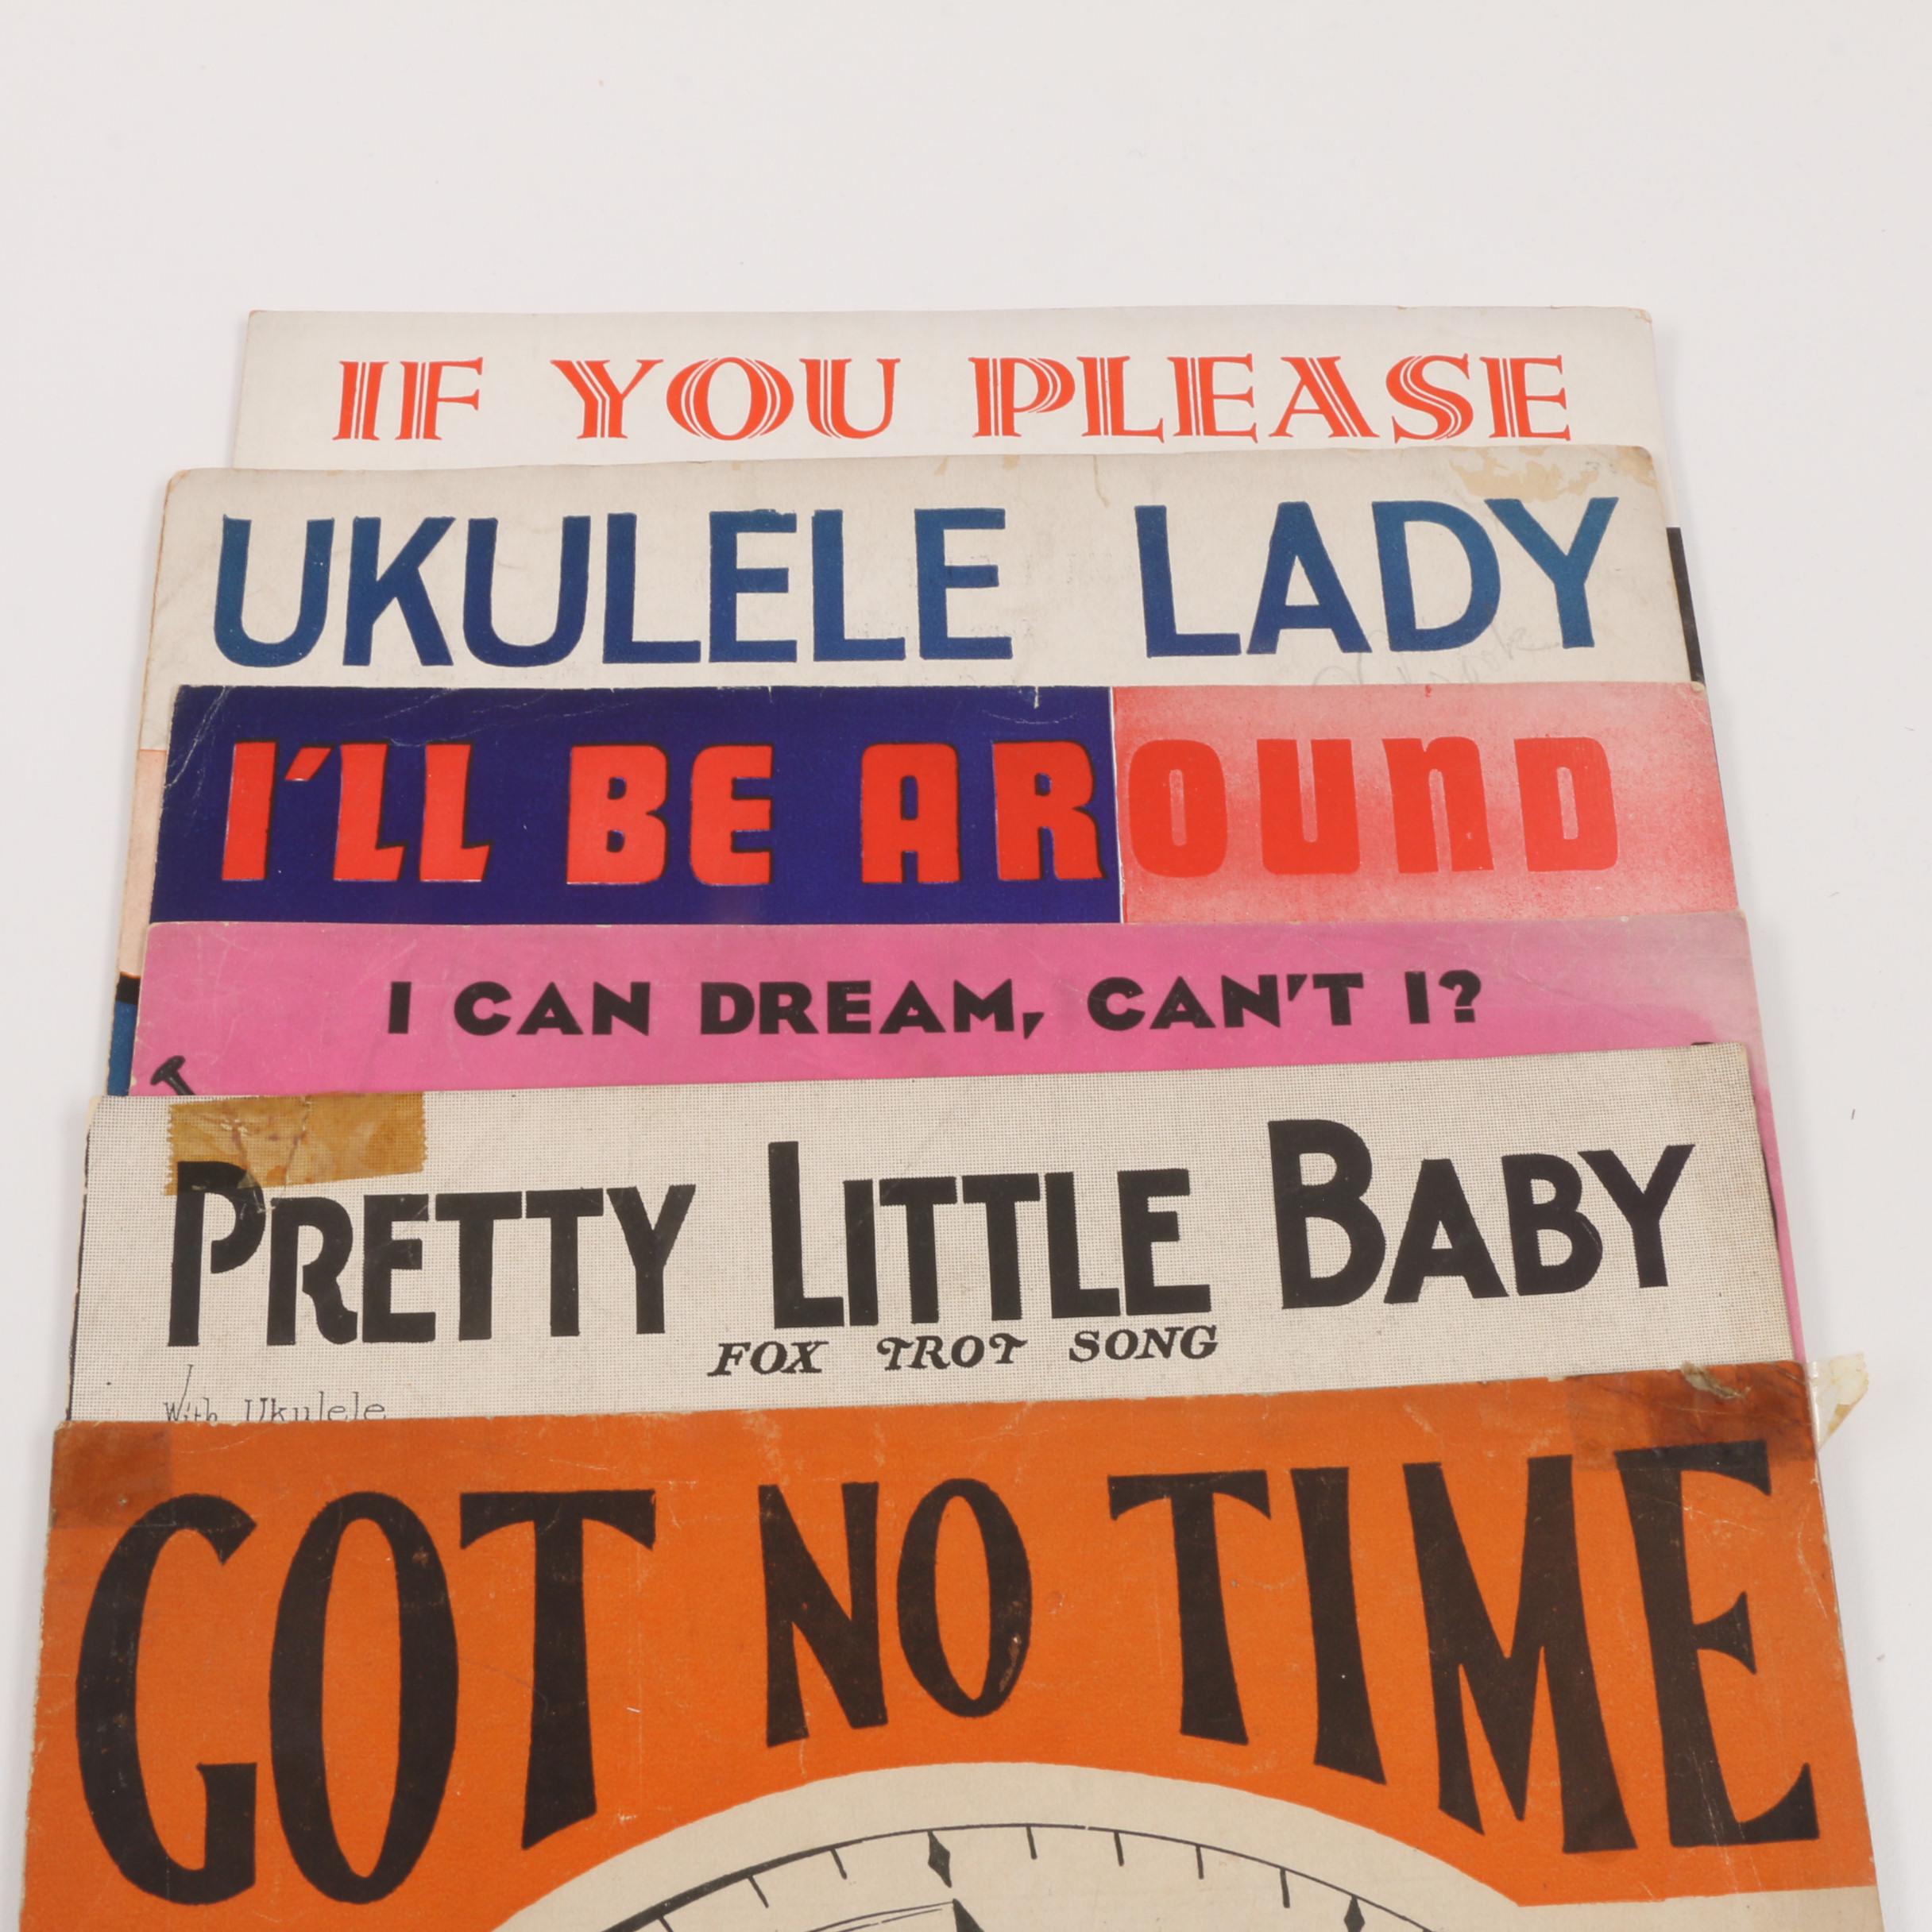 IF YOU PLEASE
UKULELE LADY
I'LL BE AROUND
I CAN DREAM, CAN'T I?
PRETTY LITTLE BABY
FOX TROT SONG
With Ukulele
GOT NO TIME